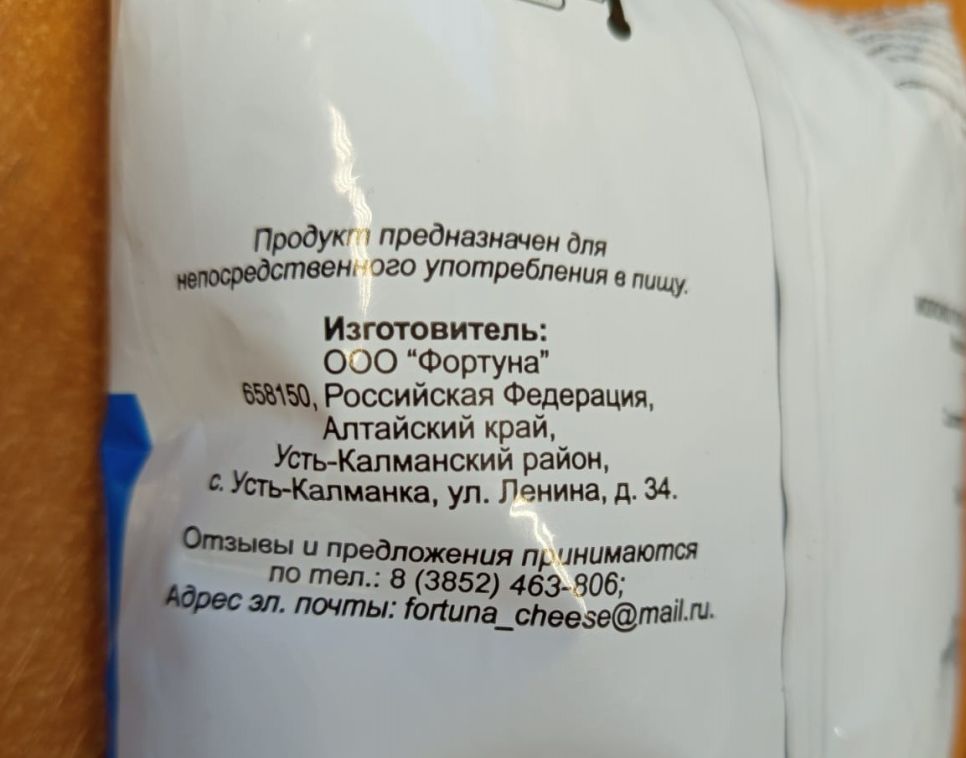 Продукт предназначен для
непосредственного употребления в пищу.
Изготовитель:
ООО "Фортуна"
658150, Российская Федерация,
Алтайский край,
Усть-Калманский район,
с. Усть-Калманка, ул. Ленина, д. 34.
Отзывы и предложения принимаются
по тел.: 8 (3852) 463-806;
Адрес эл. почты: fortuna_cheese@mail.ru.